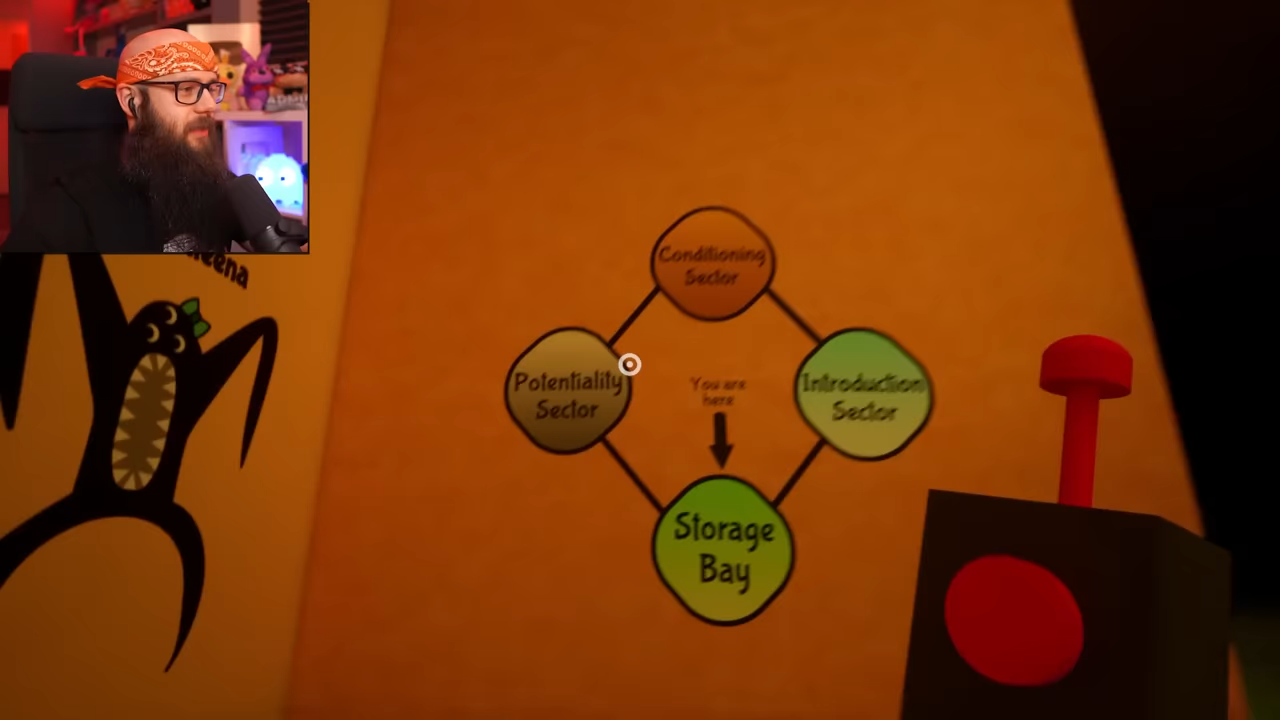 Conditioning
Sector
Potentiality
Sector
You are
here
Introduction
Sector
Storage
Bay